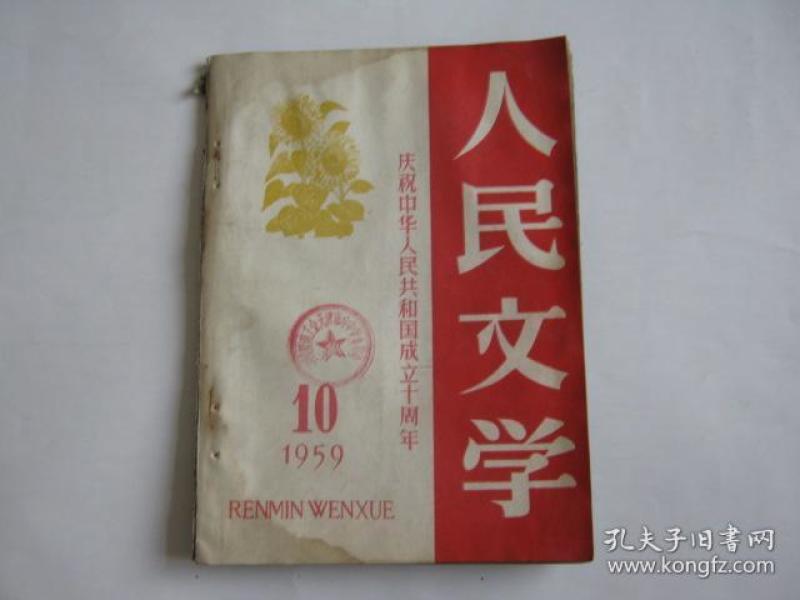 人民文学
庆祝中华人民共和国成立十周年
10
1959
RENMIN WENXUE
孔夫子旧书网
www.kongfz.com